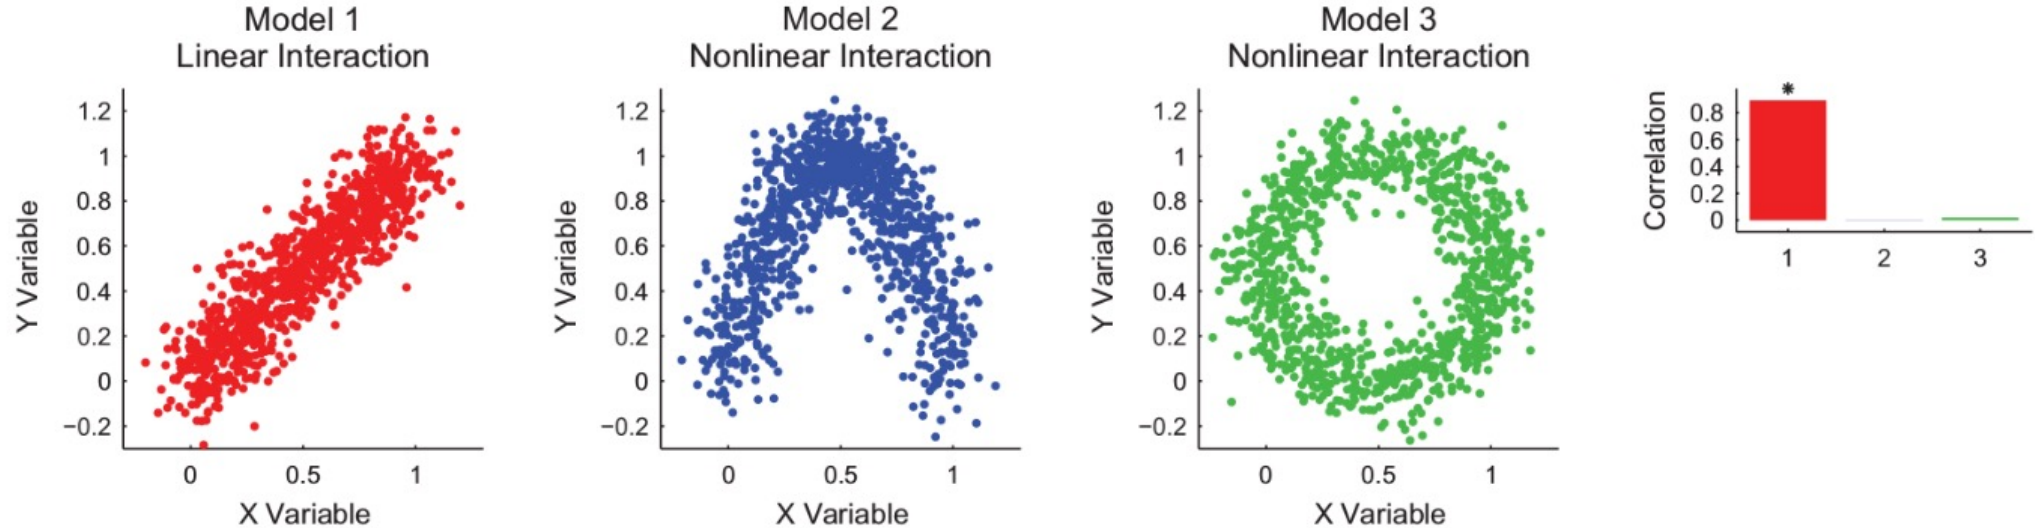 Model 1
Linear Interaction
1.2
1
0.8
0.6
0.4
0.2
0
−0.2
Y Variable
0 0.5 1
X Variable
Model 2
Nonlinear Interaction
1.2
1
0.8
0.6
0.4
0.2
0
−0.2
Y Variable
0 0.5 1
X Variable
Model 3
Nonlinear Interaction
1.2
1
0.8
0.6
0.4
0.2
0
−0.2
Y Variable
0 0.5 1
X Variable
*
0.8
0.6
0.4
0.2
0
Correlation
1 2 3